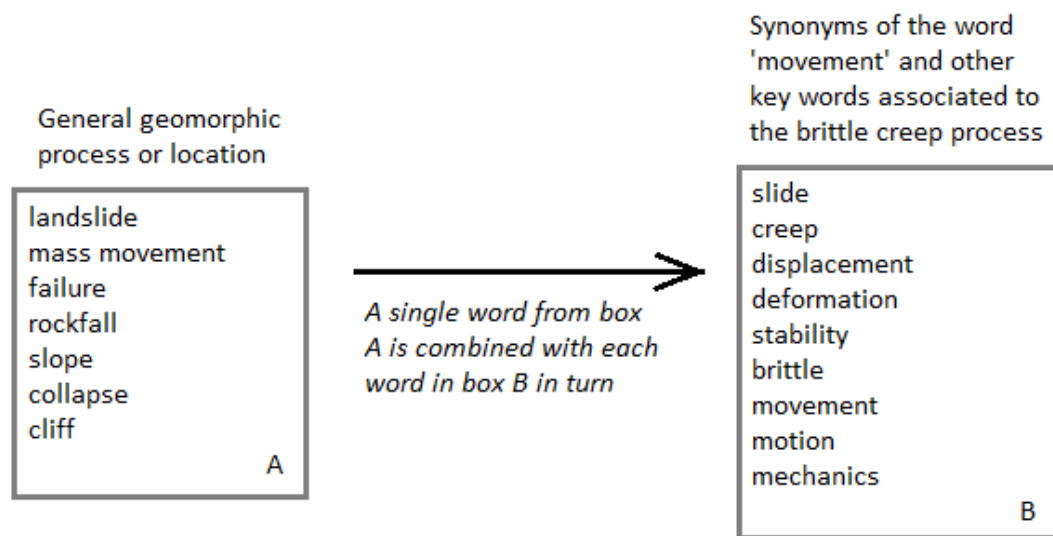 General geomorphic
process or location
landslide
mass movement
failure
rockfall
slope
collapse
cliff
A
A single word from box
A is combined with each
word in box B in turn
Synonyms of the word
'movement' and other
key words associated to
the brittle creep process
slide
creep
displacement
deformation
stability
brittle
movement
motion
mechanics
B